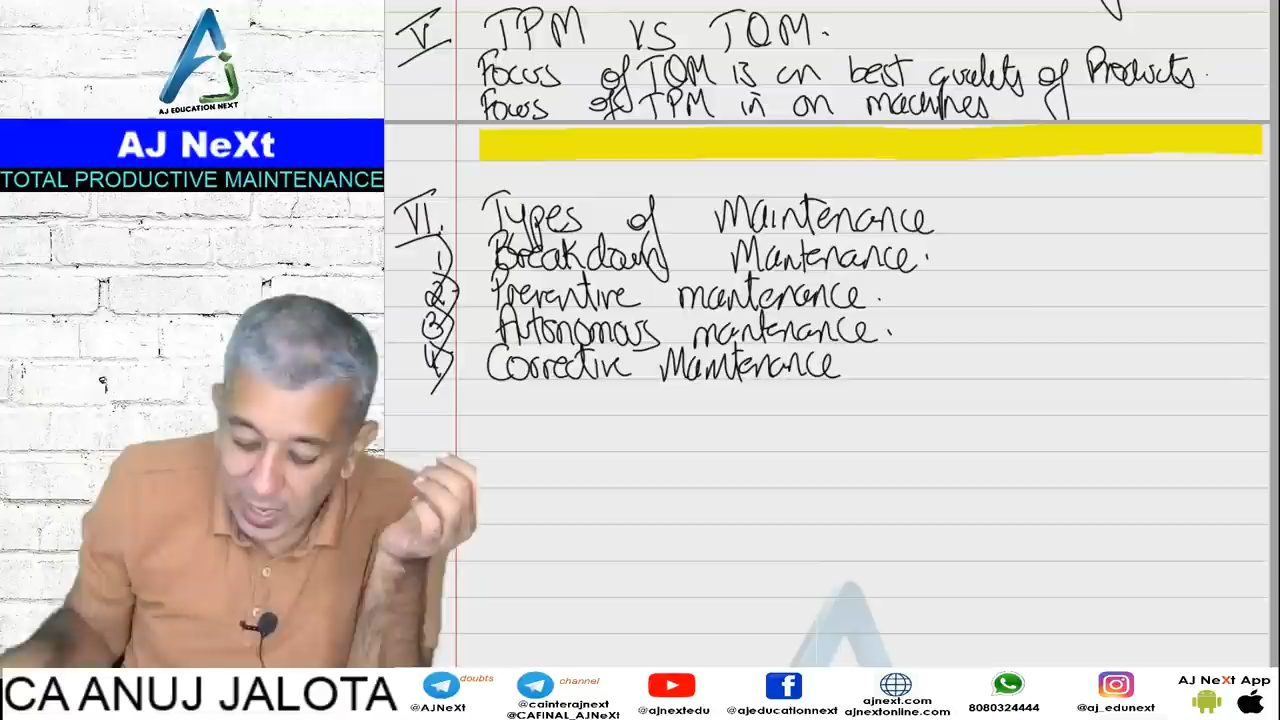 AJ EDUCATION NEXT
AJ NeXt
TOTAL PRODUCTIVE MAINTENANCE
V TPM vs TQM.
Focus of TQM is on best quality of Products.
Focus of TPM is on machines
VI. Types of Maintenance
1) Breakdown Maintenance.
2) Preventive maintenance.
3) Autonomous maintenance.
4) Corrective Maintenance
CA ANUJ JALOTA
doubts
@AJNeXt
channel
@cainterajnext
@CAFINAL_AJNeXt
@ajnextedu
@ajeducationnext
ajnext.com
ajnextonline.com
8080324444
@aj_edunext
AJ NeXt App